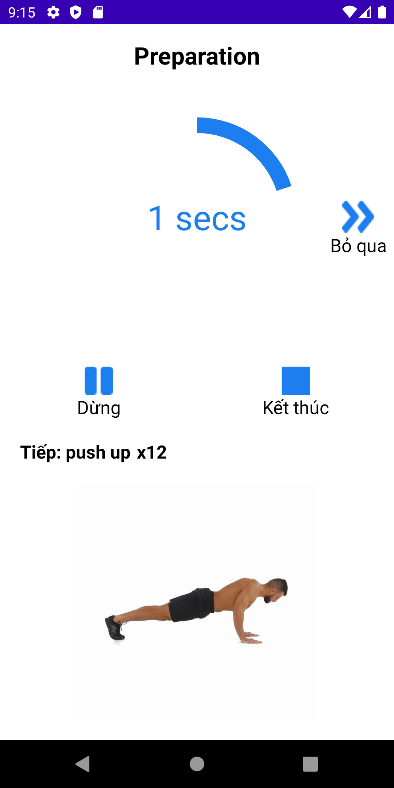 9:15
Preparation
1 secs
Bỏ qua
Dừng
Kết thúc
Tiếp: push up x12